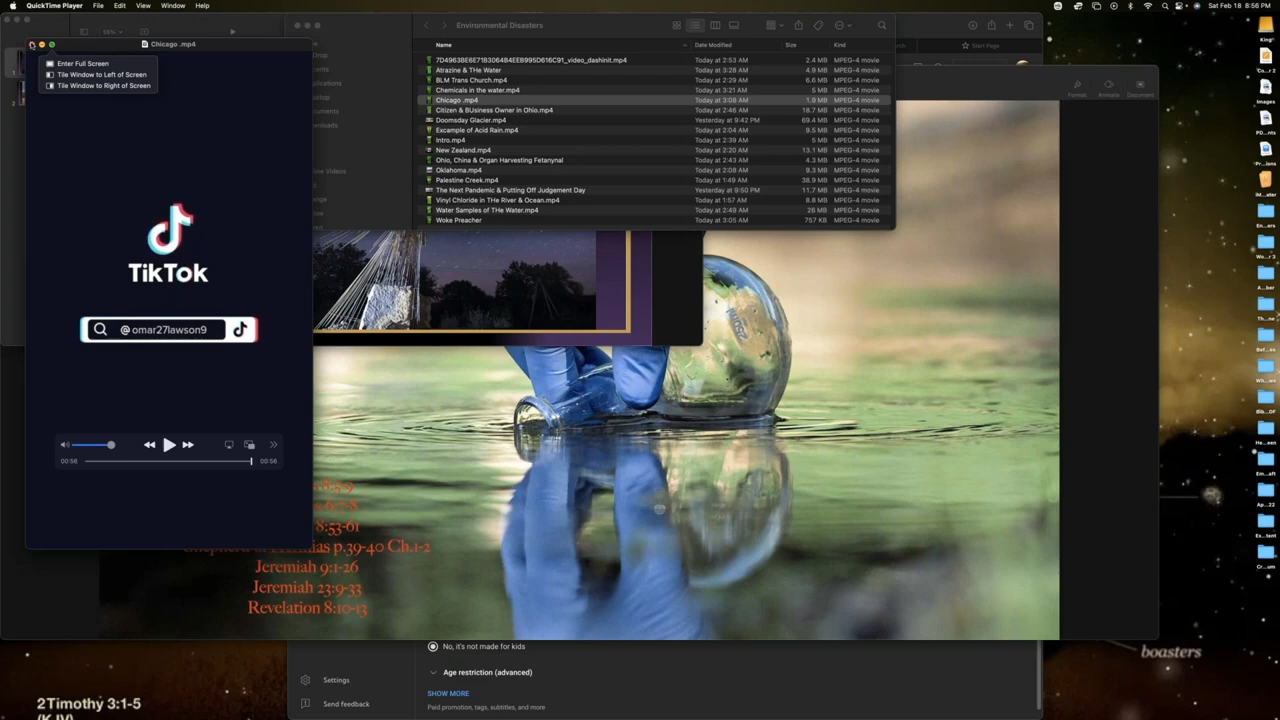 QuickTime Player File Edit View Window Help
Sat Feb 18 8:56 PM
Chicago .mp4
Enter Full Screen
Tile Window to Left of Screen
Tile Window to Right of Screen
TikTok
@omar27lawson9
00:56 00:56
Environmental Disasters
Name Date Modified Size Kind
7D4963BE6E71B3064B4EEB995D616C91_video_dashinit.mp4 Today at 2:53 AM 2.4 MB MPEG-4 movie
Atrazine & THe Water Today at 3:28 AM 4.9 MB MPEG-4 movie
BLM Trans Church.mp4 Today at 2:29 AM 6.6 MB MPEG-4 movie
Chemicals in the water.mp4 Today at 3:21 AM 5 MB MPEG-4 movie
Chicago .mp4 Today at 3:08 AM 1.9 MB MPEG-4 movie
Citizen & BUsiness Owner in Ohio.mp4 Today at 2:46 AM 18.7 MB MPEG-4 movie
Doomsday Glacier.mp4 Yesterday at 9:42 PM 69.4 MB MPEG-4 movie
Excample of Acid Rain.mp4 Today at 2:04 AM 9.5 MB MPEG-4 movie
Intro.mp4 Today at 2:39 AM 5 MB MPEG-4 movie
New Zealand.mp4 Today at 2:20 AM 13.1 MB MPEG-4 movie
Ohio, China & Organ Harvesting Fetanynal Today at 2:43 AM 4.3 MB MPEG-4 movie
Oklahoma.mp4 Today at 2:08 AM 9.3 MB MPEG-4 movie
Palestine Creek.mp4 Today at 1:49 AM 38.9 MB MPEG-4 movie
The Next Pandemic & Putting Off Judgement Day Yesterday at 9:50 PM 11.7 MB MPEG-4 movie
Vinyl Chloride in THe River & Ocean.mp4 Today at 1:57 AM 8.8 MB MPEG-4 movie
Water Samples of THe Water.mp4 Today at 2:49 AM 26 MB MPEG-4 movie
Woke Preacher Today at 3:05 AM 757 KB MPEG-4 movie
Start Page
Format Animate Document
8:53-61
p.39-40 Ch.1-2
Jeremiah 9:1-26
Jeremiah 23:9-33
Revelation 8:10-13
No, it's not made for kids
Age restriction (advanced)
SHOW MORE
Paid promotion, tags, subtitles, and more
Settings
Send feedback
2Timothy 3:1-5
(KJV)
boasters
King!
Images